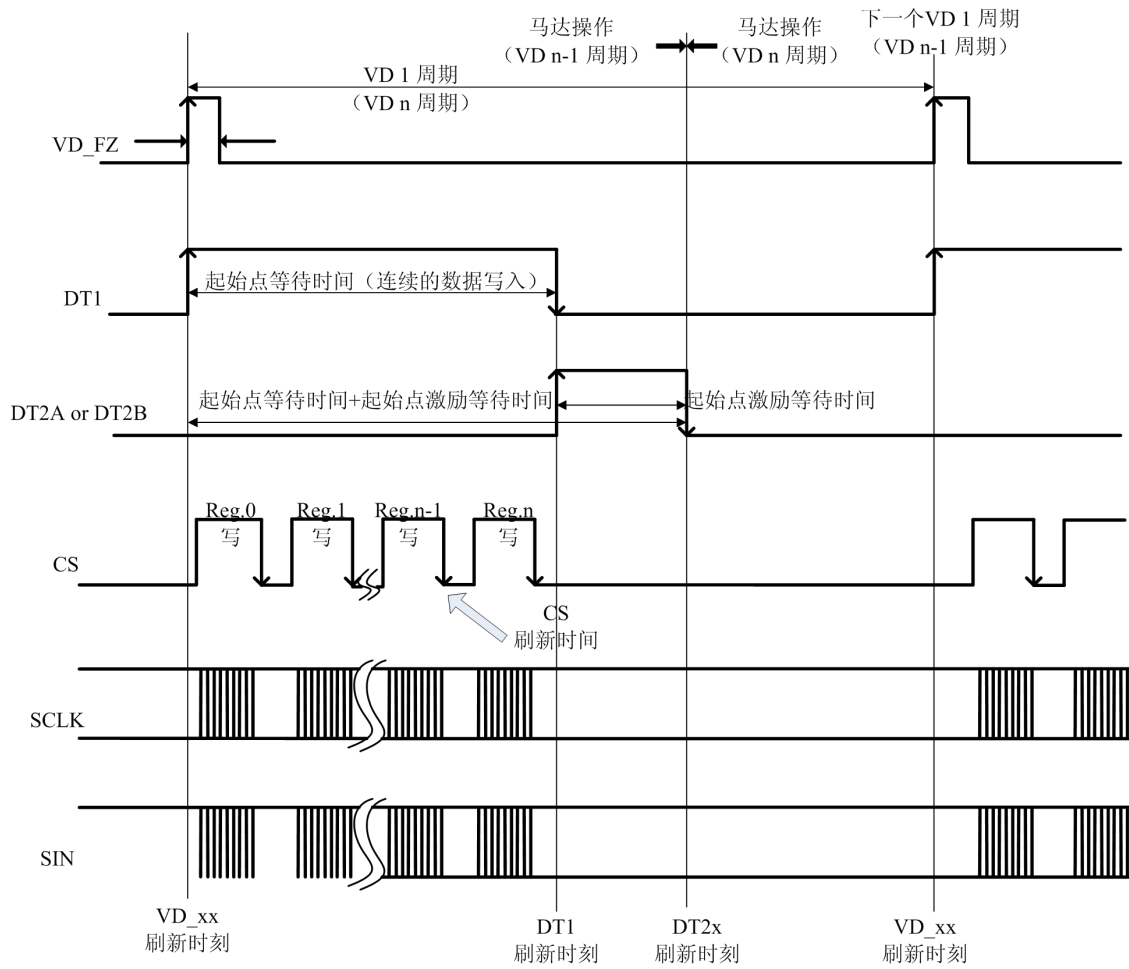 马达操作
（VD n-1 周期）
马达操作
（VD n 周期）
下一个VD 1 周期
（VD n-1 周期）
VD 1 周期
（VD n 周期）
VD_FZ
起始点等待时间（连续的数据写入）
DT1
起始点等待时间+起始点激励等待时间
起始点激励等待时间
DT2A or DT2B
Reg.0
写
Reg.1
写
Reg.n-1
写
Reg.n
写
CS
CS
刷新时间
SCLK
SIN
VD_xx
刷新时刻
DT1
刷新时刻
DT2x
刷新时刻
VD_xx
刷新时刻